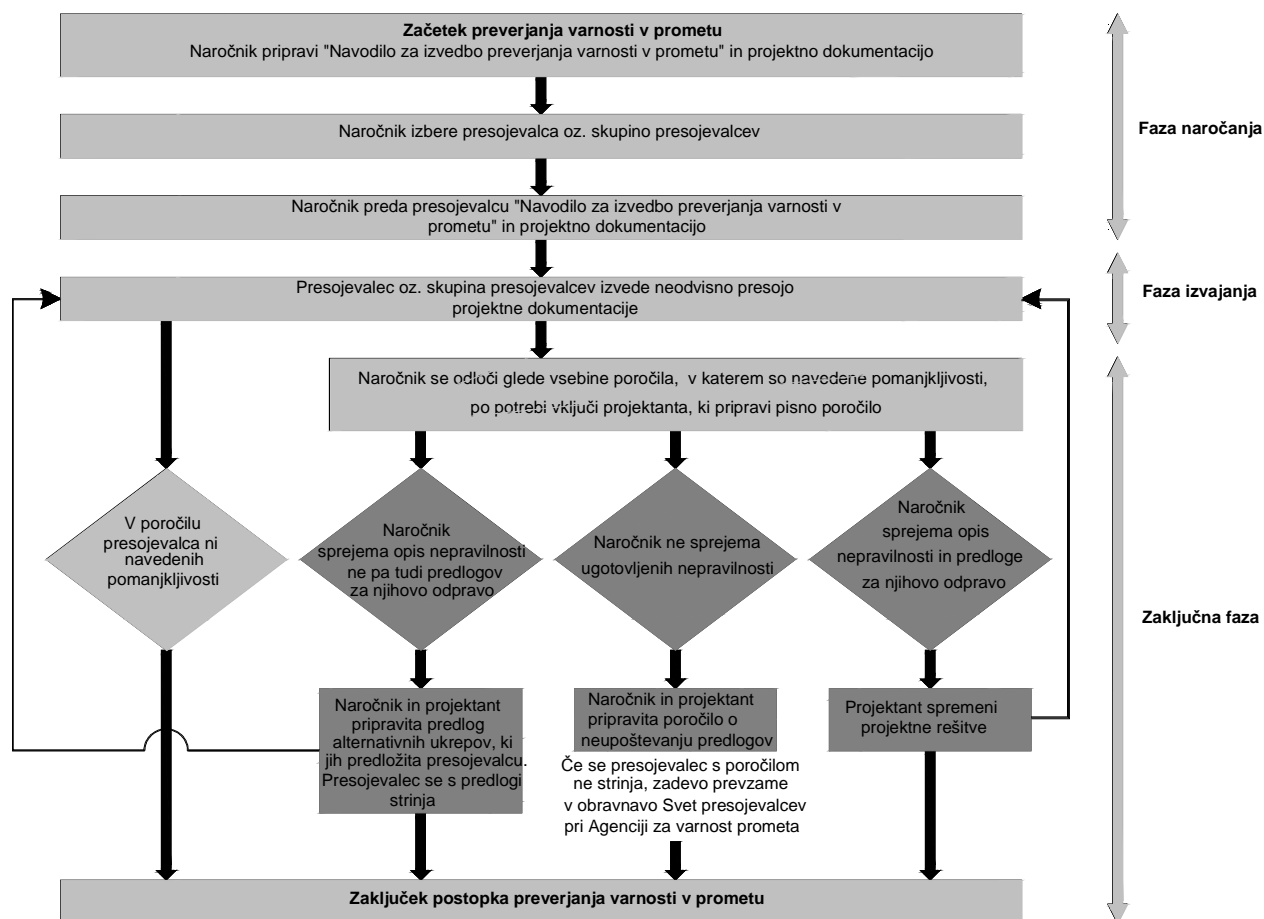 Začetek preverjanja varnosti v prometu
Naročnik pripravi "Navodilo za izvedbo preverjanja varnosti v prometu" in projektno dokumentacijo
Naročnik izbere presojevalca oz. skupino presojevalcev
Faza naročanja
Naročnik preda presojevalcu "Navodilo za izvedbo preverjanja varnosti v
prometu" in projektno dokumentacijo
Presojevalec oz. skupina presojevalcev izvede neodvisno presojo
projektne dokumentacije
Faza izvajanja
Naročnik se odloči glede vsebine poročila, v katerem so navedene pomanjkljivosti,
po potrebi vključi projektanta, ki pripravi pisno poročilo
V poročilu
presojevalca ni
navedenih
pomanjkljivosti
Naročnik
sprejema opis nepravilnosti
ne pa tudi predlogov
za njihovo odpravo
Naročnik ne sprejema
ugotovljenih nepravilnosti
Naročnik
sprejema opis
nepravilnosti in predloge
za njihovo odpravo
Zaključna faza
Naročnik in projektant
pripravita predlog
alternativnih ukrepov, ki
jih predložita presojevalcu.
Presojevalec se s predlogi
strinja
Naročnik in projektant
pripravita poročilo o
neupoštevanju predlogov
Če se presojevalec s poročilom
ne strinja, zadevo prevzame
v obravnavo Svet presojevalcev
pri Agenciji za varnost prometa
Projektant spremeni
projektne rešitve
Zaključek postopka preverjanja varnosti v prometu